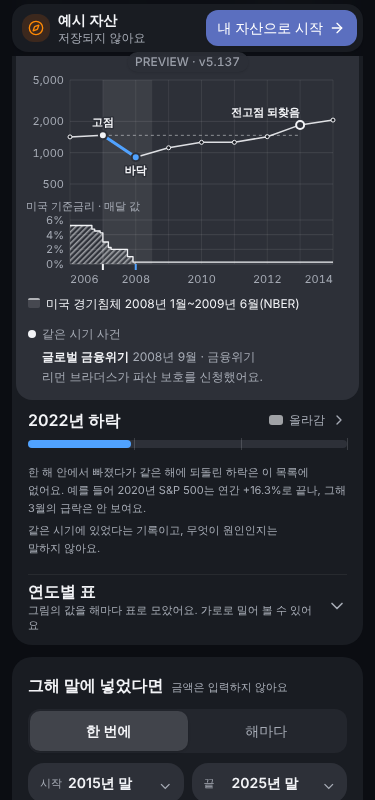 예시 자산
저장되지 않아요
내 자산으로 시작
PREVIEW · v5.137
5,000
2,000
1,000
500
고점
바닥
전고점 되찾음
미국 기준금리 · 매달 값
6%
4%
2%
0%
2006 2008 2010 2012 2014
미국 경기침체 2008년 1월~2009년 6월(NBER)
같은 시기 사건
글로벌 금융위기 2008년 9월 · 금융위기
리먼 브라더스가 파산 보호를 신청했어요.
2022년 하락
올라감
한 해 안에서 빠졌다가 같은 해에 되돌린 하락은 이 목록에
없어요. 예를 들어 2020년 S&P 500는 연간 +16.3%로 끝나, 그해
3월의 급락은 안 보여요.
같은 시기에 있었다는 기록이고, 무엇이 원인인지는
말하지 않아요.
연도별 표
그림의 값을 해마다 표로 모았어요. 가로로 밀어 볼 수 있어
요
그해 말에 넣었다면 금액은 입력하지 않아요
한 번에
해마다
시작 2015년 말
끝 2025년 말